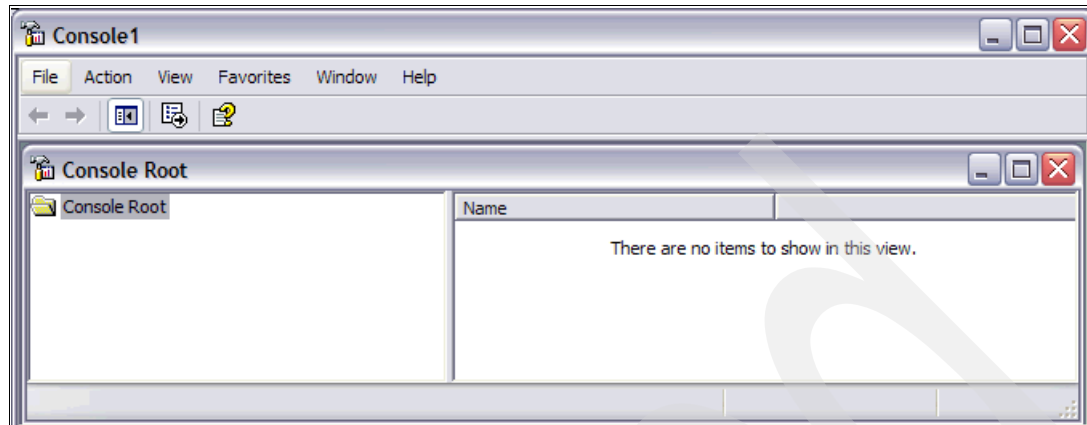 Console1
File Action View Favorites Window Help
Console Root
Console Root
Name
There are no items to show in this view.